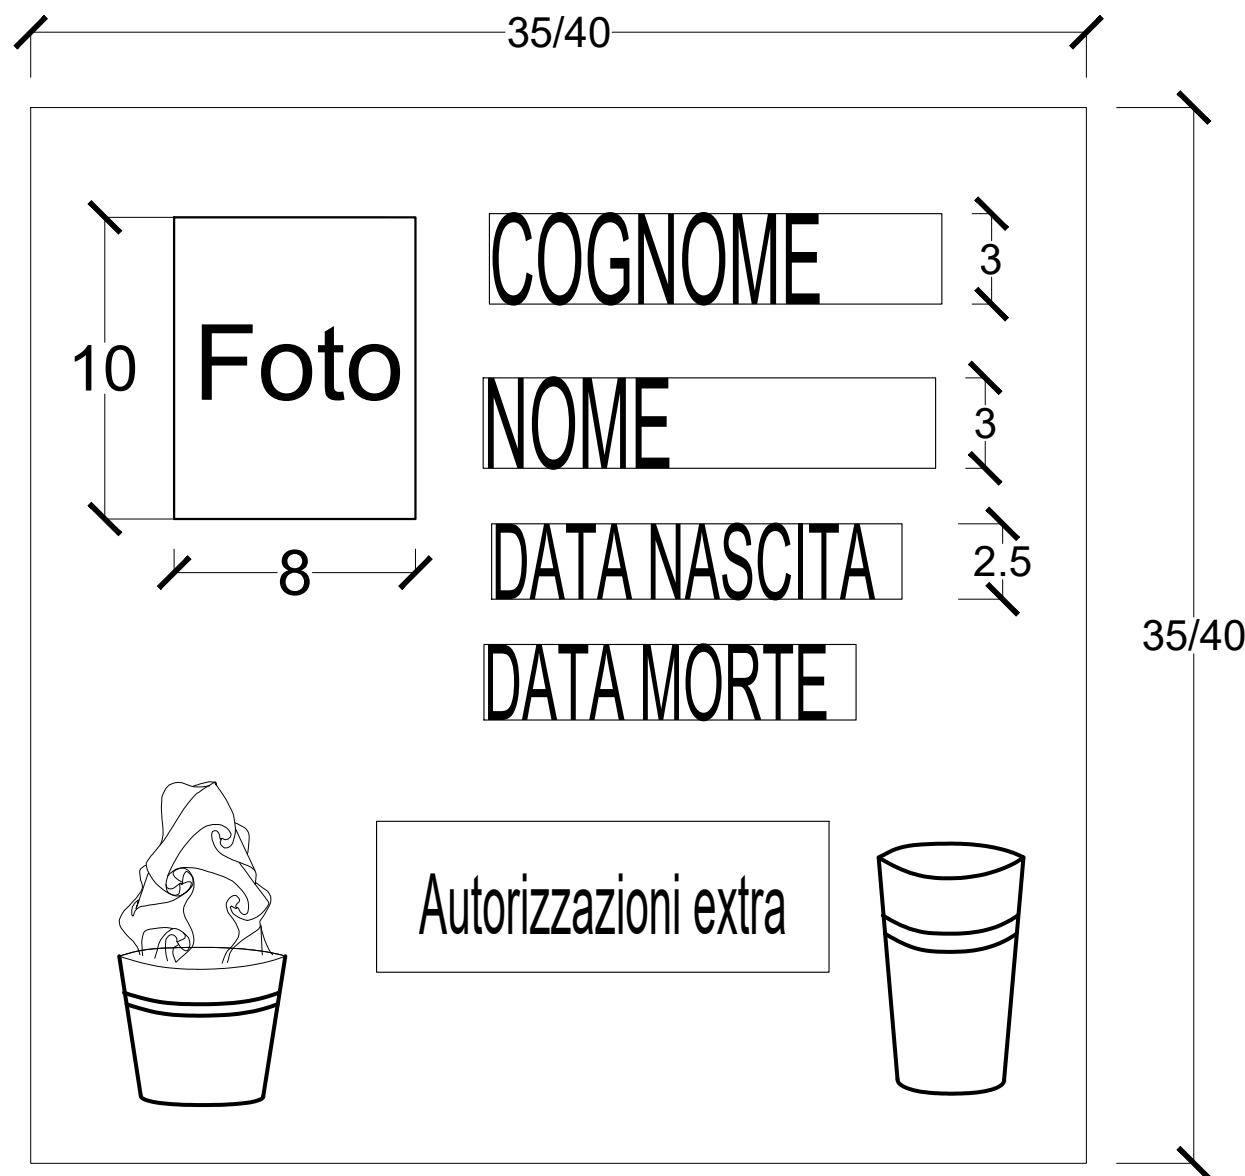 35/40
COGNOME
3
10
Foto
NOME
3
DATA NASCITA
2.5
8
35/40
DATA MORTE
Autorizzazioni extra